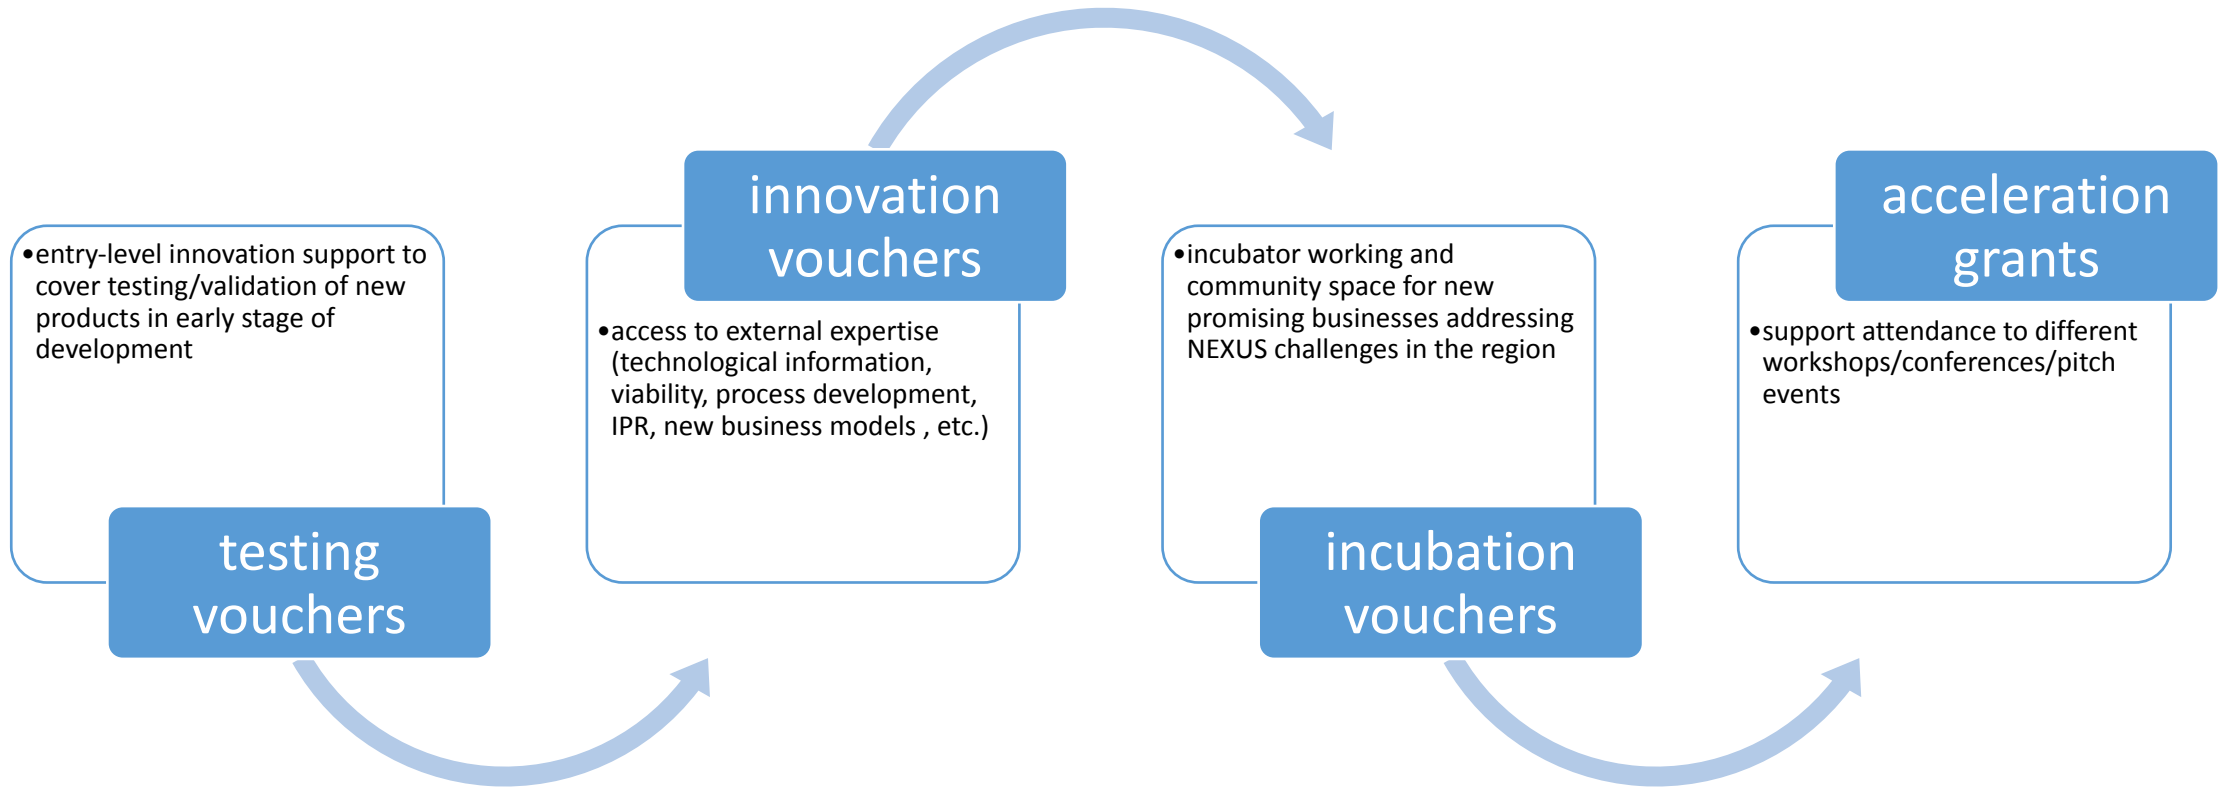 •entry-level innovation support to
cover testing/validation of new
products in early stage of
development
testing
vouchers
innovation
vouchers
•access to external expertise
(technological information,
viability, process development,
IPR, new business models , etc.)
•incubator working and
community space for new
promising businesses addressing
NEXUS challenges in the region
incubation
vouchers
acceleration
grants
•support attendance to different
workshops/conferences/pitch
events